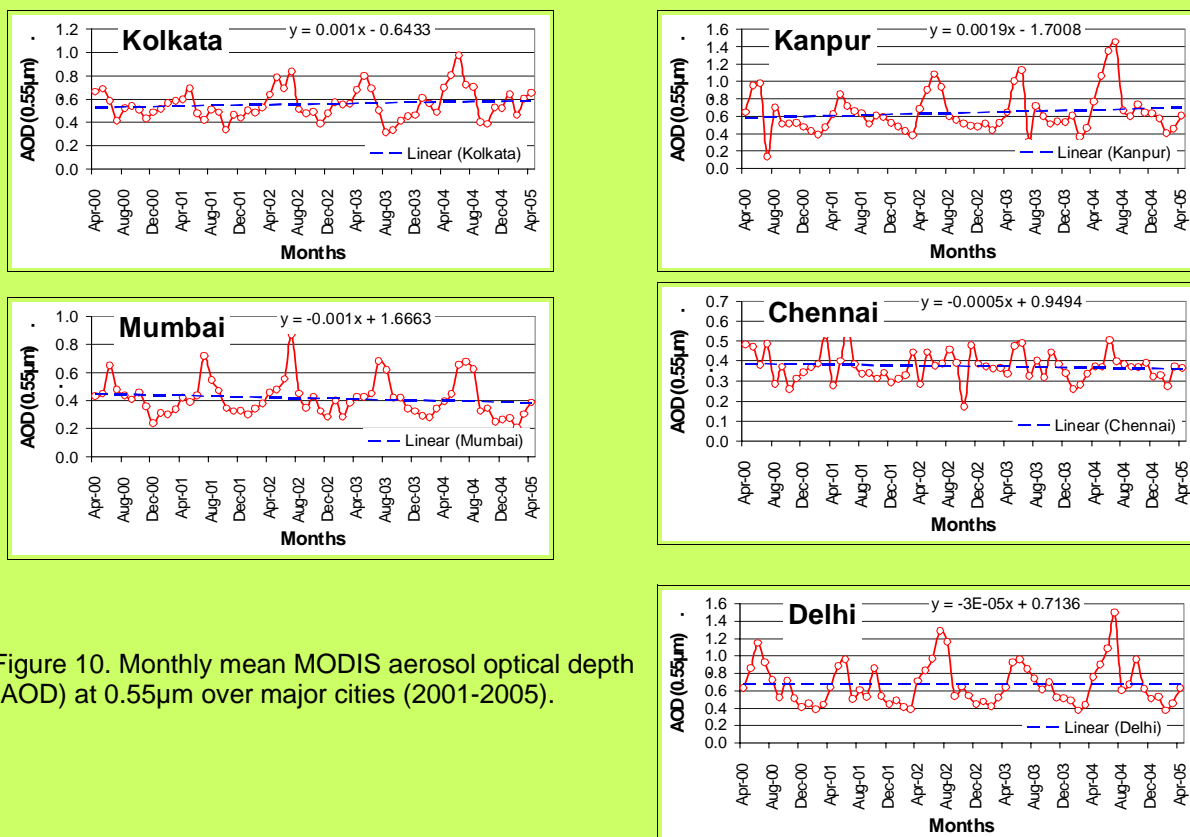 Kolkata
y = 0.001x - 0.6433
1.2
1.0
0.8
0.6
0.4
0.2
0.0
AOD (0.55µm) .
Linear (Kolkata)
Apr-00 Aug-00 Dec-00 Apr-01 Aug-01 Dec-01 Apr-02 Aug-02 Dec-02 Apr-03 Aug-03 Dec-03 Apr-04 Aug-04 Dec-04 Apr-05
Months
Kanpur
y = 0.0019x - 1.7008
1.6
1.4
1.2
1.0
0.8
0.6
0.4
0.2
0.0
AOD (0.55µm) .
Linear (Kanpur)
Apr-00 Aug-00 Dec-00 Apr-01 Aug-01 Dec-01 Apr-02 Aug-02 Dec-02 Apr-03 Aug-03 Dec-03 Apr-04 Aug-04 Dec-04 Apr-05
Months
Mumbai
y = -0.001x + 1.6663
1.0
0.8
0.6
0.4
0.2
0.0
AOD (0.55µm) .
Linear (Mumbai)
Apr-00 Aug-00 Dec-00 Apr-01 Aug-01 Dec-01 Apr-02 Aug-02 Dec-02 Apr-03 Aug-03 Dec-03 Apr-04 Aug-04 Dec-04 Apr-05
Months
Chennai
y = -0.0005x + 0.9494
0.7
0.6
0.5
0.4
0.3
0.2
0.1
0.0
AOD (0.55µm) .
Linear (Chennai)
Apr-00 Aug-00 Dec-00 Apr-01 Aug-01 Dec-01 Apr-02 Aug-02 Dec-02 Apr-03 Aug-03 Dec-03 Apr-04 Aug-04 Dec-04 Apr-05
Months
Delhi
y = -3E-05x + 0.7136
1.6
1.4
1.2
1.0
0.8
0.6
0.4
0.2
0.0
AOD (0.55µm) .
Linear (Delhi)
Apr-00 Aug-00 Dec-00 Apr-01 Aug-01 Dec-01 Apr-02 Aug-02 Dec-02 Apr-03 Aug-03 Dec-03 Apr-04 Aug-04 Dec-04 Apr-05
Months
Figure 10. Monthly mean MODIS aerosol optical depth
AOD) at 0.55µm over major cities (2001-2005).